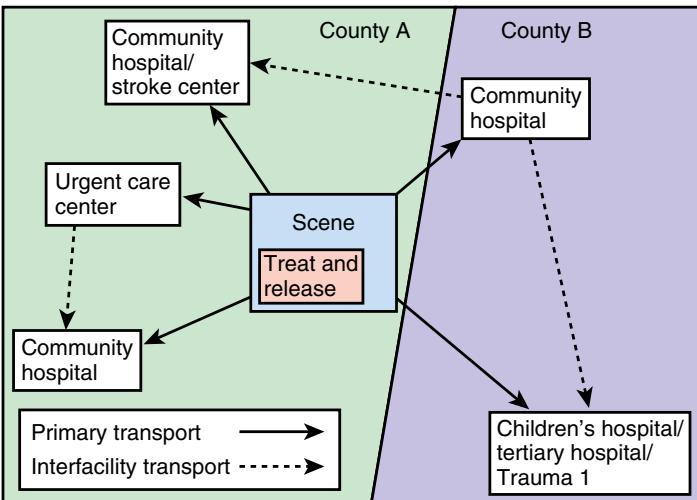 County A
County B
Community
hospital/
stroke center
Community
hospital
Urgent care
center
Scene
Treat and
release
Community
hospital
Primary transport
Interfacility transport
Children's hospital/
tertiary hospital/
Trauma 1